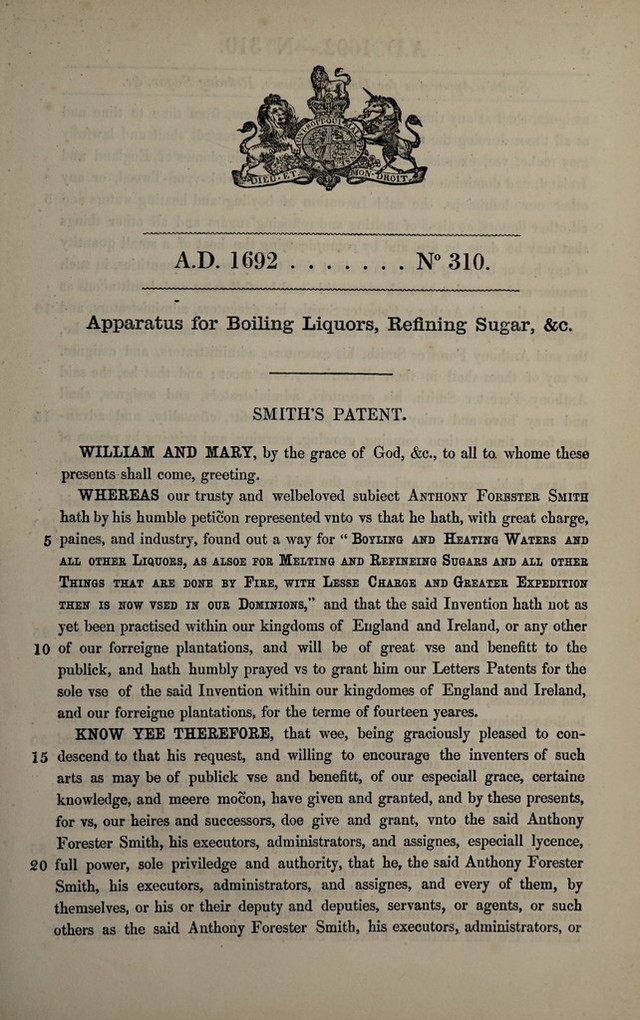 HONI SOIT QUI MAL Y
DIEU · ET · MON · DROIT ·
A.D. 1692 . . . . . . . Nº 310.
Apparatus for Boiling Liquors, Refining Sugar, &c.
SMITH'S PATENT.
WILLIAM AND MARY, by the grace of God, &c., to all to whome these
presents shall come, greeting.
WHEREAS our trusty and welbeloved subiect ANTHONY FORESTER SMITH
hath by his humble peticõn represented vnto vs that he hath, with great charge,
5 paines, and industry, found out a way for “ BOYLING AND HEATING WATERS AND
ALL OTHER LIQUORS, AS ALSOE FOR MELTING AND REFINEING SUGARS AND ALL OTHER
THINGS THAT ARE DONE BY FIRE, WITH LESSE CHARGE AND GREATER EXPEDITION
THEN IS NOW VSED IN OUR DOMINIONS,” and that the said Invention hath not as
yet been practised within our kingdoms of England and Ireland, or any other
10 of our forreigne plantations, and will be of great vse and benefitt to the
publick, and hath humbly prayed vs to grant him our Letters Patents for the
sole vse of the said Invention within our kingdomes of England and Ireland,
and our forreigne plantations, for the terme of fourteen yeares.
KNOW YEE THEREFORE, that wee, being graciously pleased to con-
15 descend to that his request, and willing to encourage the inventers of such
arts as may be of publick vse and benefitt, of our especiall grace, certaine
knowledge, and meere mocõn, have given and granted, and by these presents,
for vs, our heires and successors, doe give and grant, vnto the said Anthony
Forester Smith, his executors, administrators, and assignes, especiall lycence,
20 full power, sole priviledge and authority, that he, the said Anthony Forester
Smith, his executors, administrators, and assignes, and every of them, by
themselves, or his or their deputy and deputies, servants, or agents, or such
others as the said Anthony Forester Smith, his executors, administrators, or